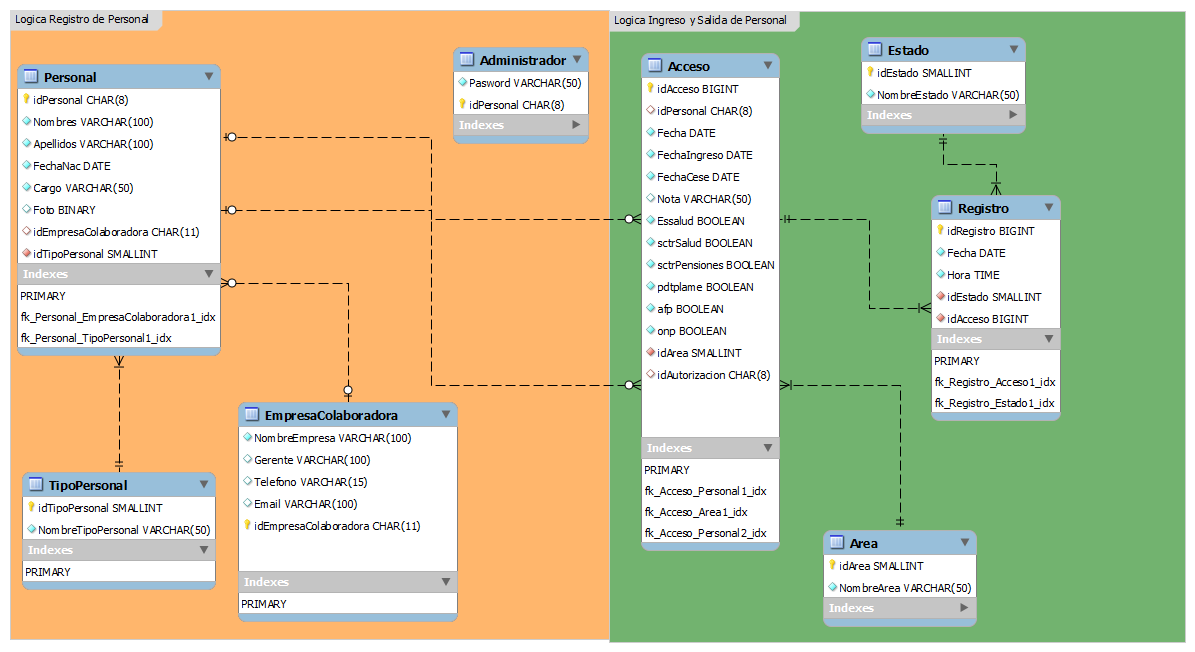 Logica Registro de Personal
Personal
idPersonal CHAR(8)
Nombres VARCHAR(100)
Apellidos VARCHAR(100)
FechaNac DATE
Cargo VARCHAR(50)
Foto BINARY
idEmpresaColaboradora CHAR(11)
idTipoPersonal SMALLINT
Indexes
PRIMARY
fk_Personal_EmpresaColaboradora1_idx
fk_Personal_TipoPersonal1_idx
TipoPersonal
idTipoPersonal SMALLINT
NombreTipoPersonal VARCHAR(50)
Indexes
PRIMARY
EmpresaColaboradora
NombreEmpresa VARCHAR(100)
Gerente VARCHAR(100)
Telefono VARCHAR(15)
Email VARCHAR(100)
idEmpresaColaboradora CHAR(11)
Indexes
PRIMARY
Administrador
Pasword VARCHAR(50)
idPersonal CHAR(8)
Indexes
Logica Ingreso y Salida de Personal
Acceso
idAcceso BIGINT
idPersonal CHAR(8)
Fecha DATE
FechaIngreso DATE
FechaCese DATE
Nota VARCHAR(50)
Essalud BOOLEAN
sctrSalud BOOLEAN
sctrPensiones BOOLEAN
pdtplame BOOLEAN
afp BOOLEAN
onp BOOLEAN
idArea SMALLINT
idAutorizacion CHAR(8)
Indexes
PRIMARY
fk_Acceso_Personal1_idx
fk_Acceso_Area1_idx
fk_Acceso_Personal2_idx
Estado
idEstado SMALLINT
NombreEstado VARCHAR(50)
Indexes
Registro
idRegistro BIGINT
Fecha DATE
Hora TIME
idEstado SMALLINT
idAcceso BIGINT
Indexes
PRIMARY
fk_Registro_Acceso1_idx
fk_Registro_Estado1_idx
Area
idArea SMALLINT
NombreArea VARCHAR(50)
Indexes